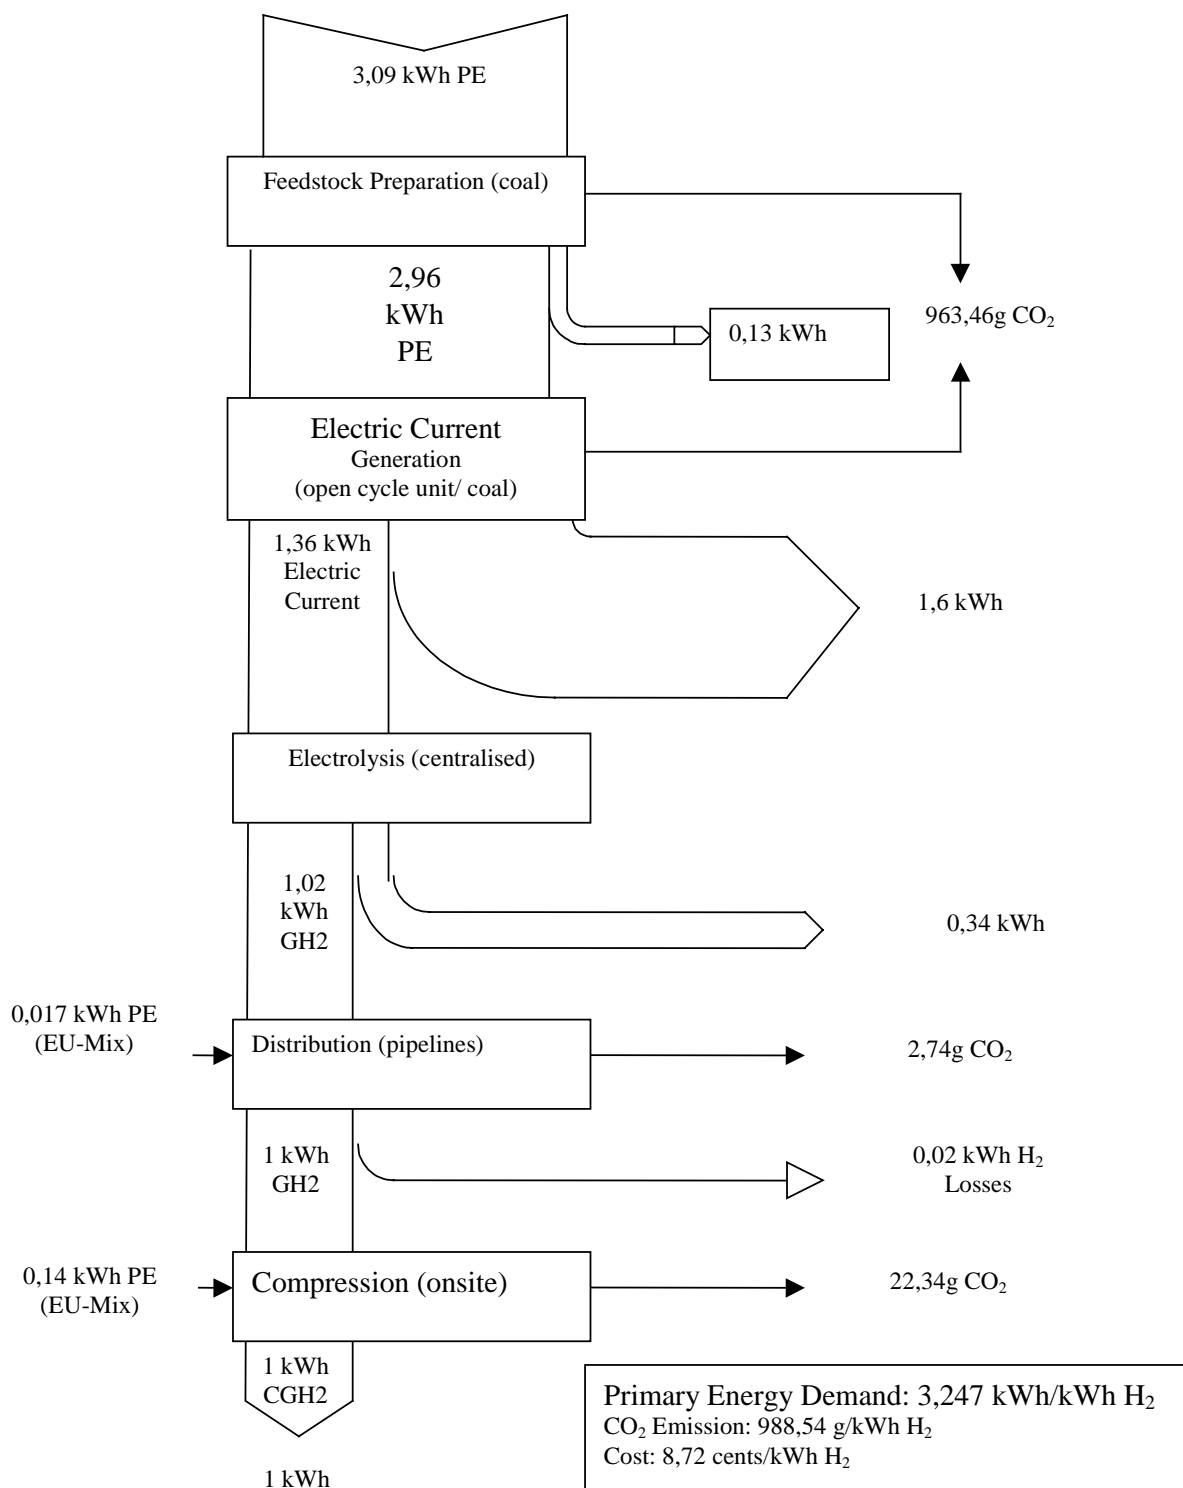 3,09 kWh PE
Feedstock Preparation (coal)
2,96
kWh
PE
0,13 kWh
963,46g CO₂
Electric Current
Generation
(open cycle unit/ coal)
1,36 kWh
Electric
Current
1,6 kWh
Electrolysis (centralised)
1,02
kWh
GH2
0,34 kWh
0,017 kWh PE
(EU-Mix)
Distribution (pipelines)
2,74g CO₂
1 kWh
GH2
0,02 kWh H₂
Losses
0,14 kWh PE
(EU-Mix)
Compression (onsite)
22,34g CO₂
1 kWh
CGH2
1 kWh
Primary Energy Demand: 3,247 kWh/kWh H₂
CO₂ Emission: 988,54 g/kWh H₂
Cost: 8,72 cents/kWh H₂